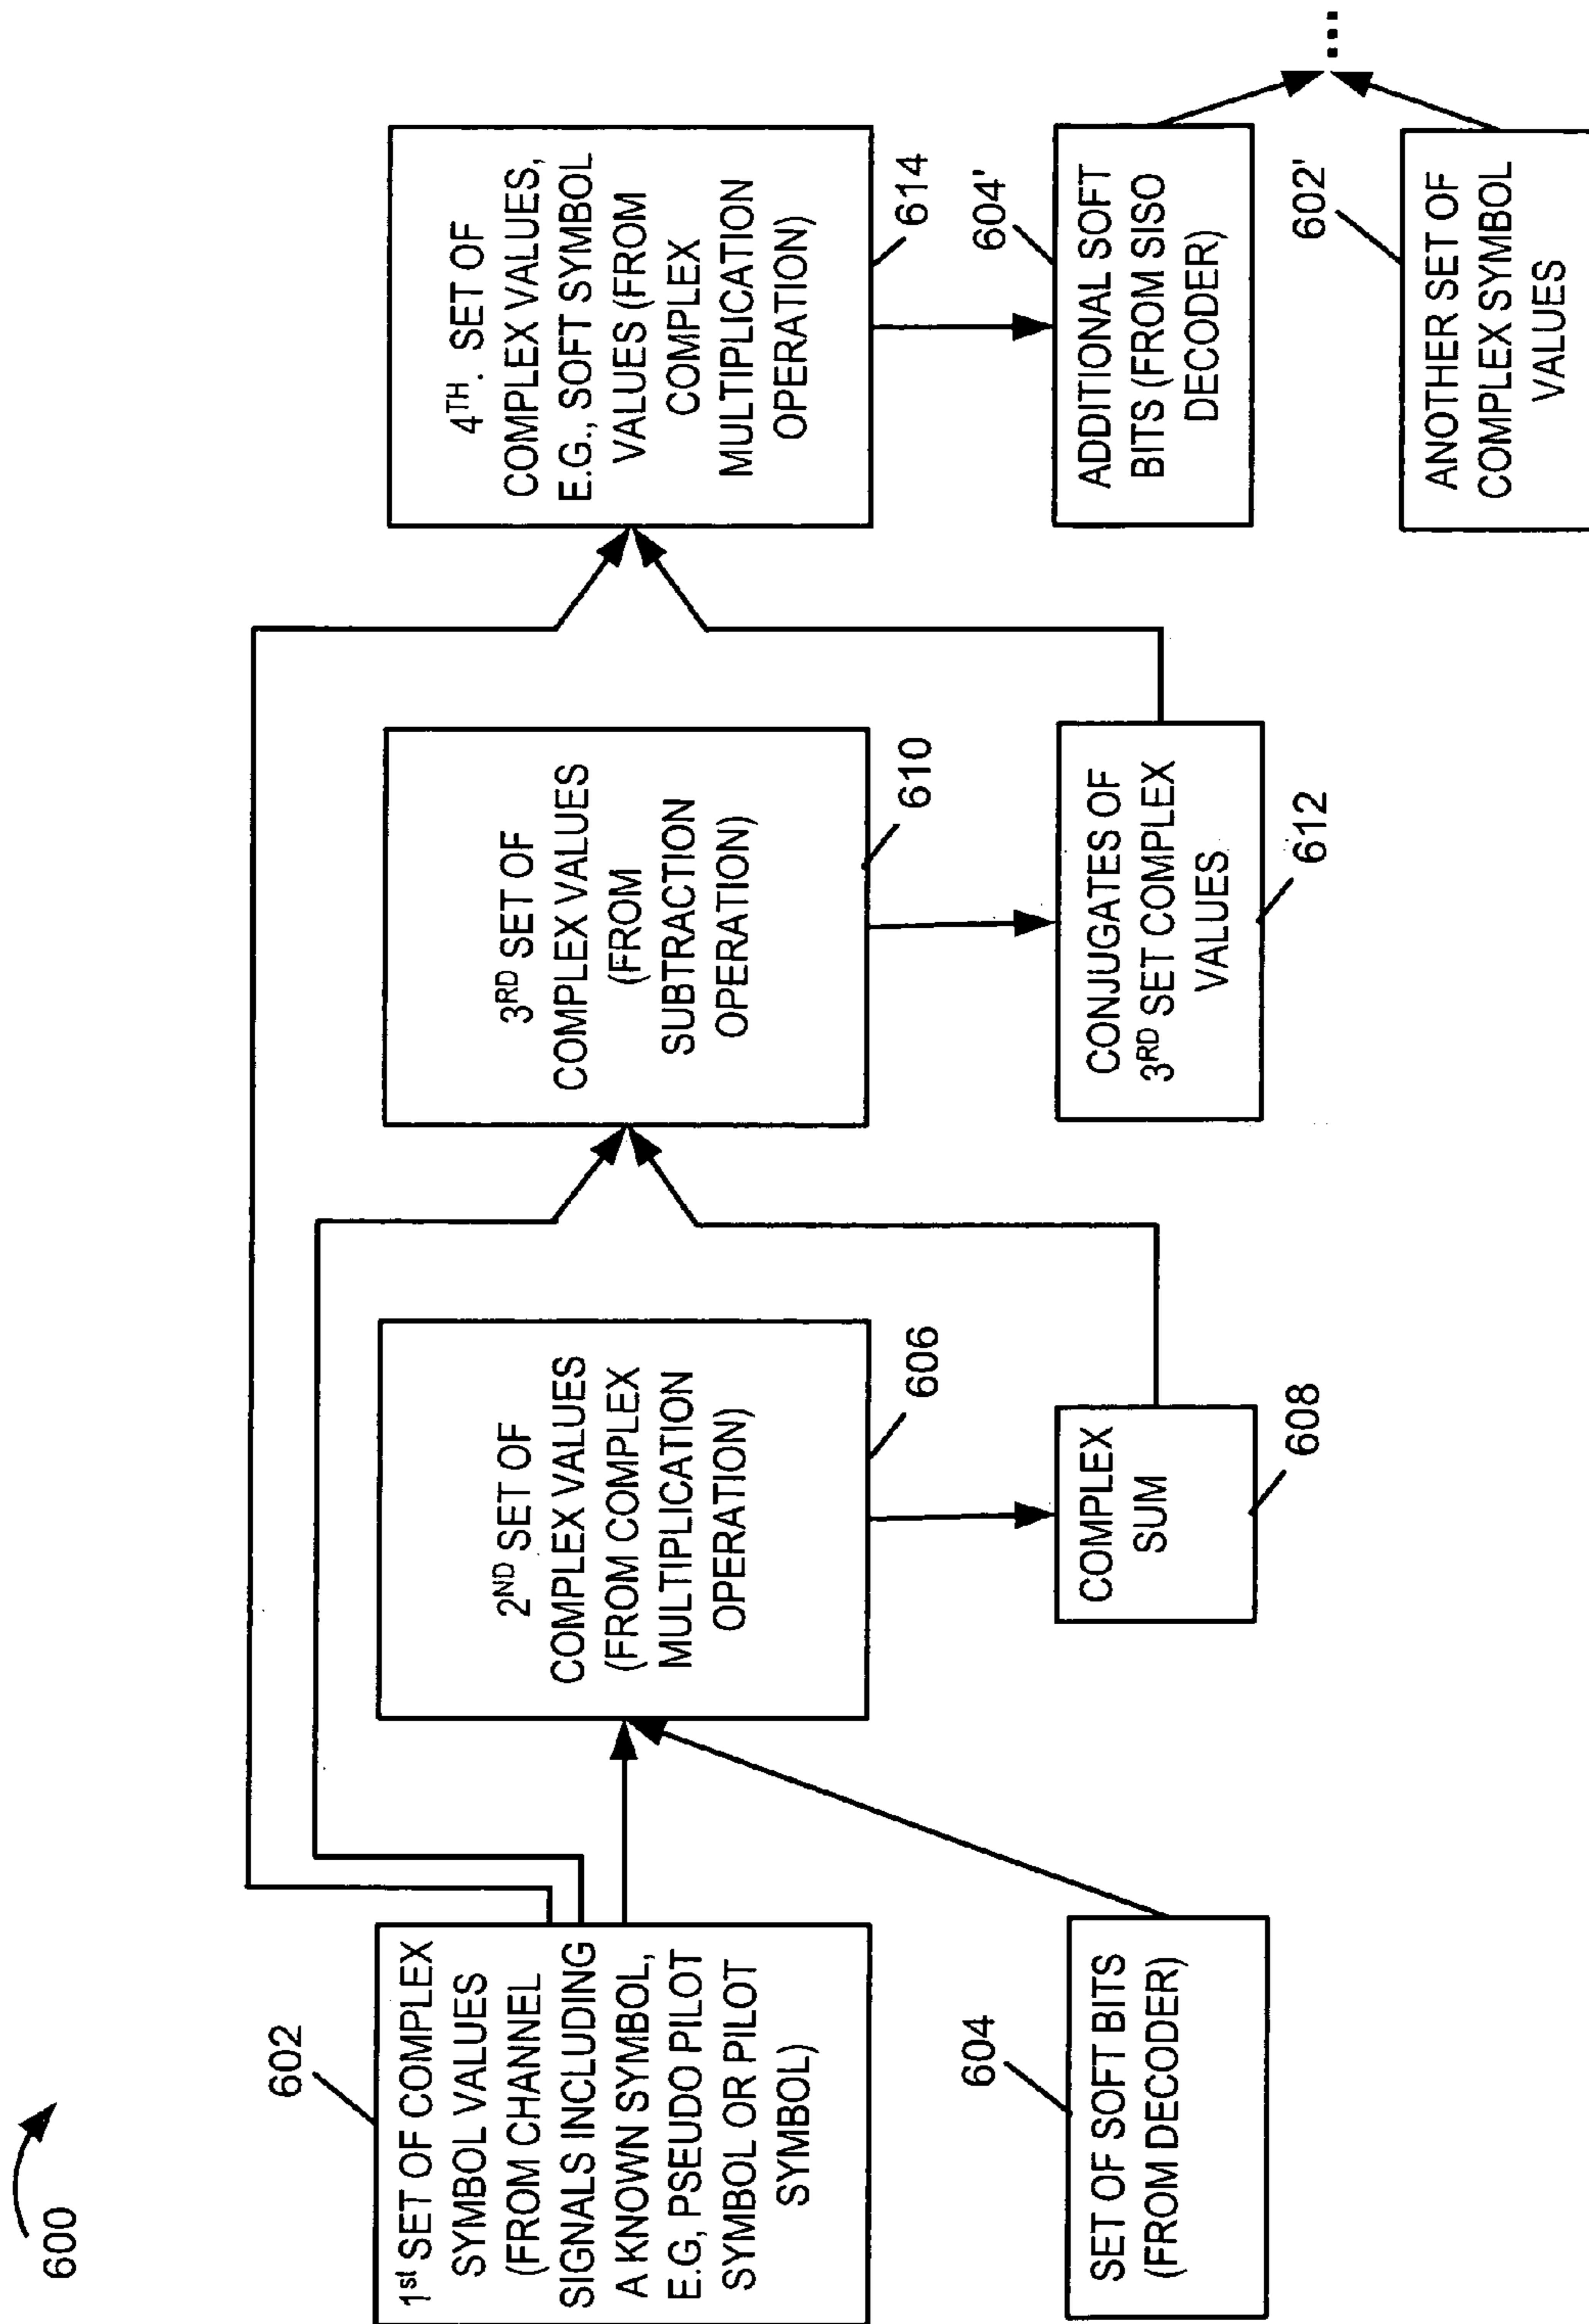 600
602
1st SET OF COMPLEX
SYMBOL VALUES
(FROM CHANNEL
SIGNALS INCLUDING
A KNOWN SYMBOL,
E.G, PSEUDO PILOT
SYMBOL OR PILOT
SYMBOL)
604
SET OF SOFT BITS
(FROM DECODER)
2ND SET OF
COMPLEX VALUES
(FROM COMPLEX
MULTIPLICATION
OPERATION)
606
COMPLEX
SUM
608
3RD SET OF
COMPLEX VALUES
(FROM
SUBTRACTION
OPERATION)
610
CONJUGATES OF
3RD SET COMPLEX
VALUES
612
4TH. SET OF
COMPLEX VALUES,
E.G., SOFT SYMBOL
VALUES (FROM
COMPLEX
MULTIPLICATION
OPERATION)
614
604'
ADDITIONAL SOFT
BITS (FROM SISO
DECODER)
602'
ANOTHER SET OF
COMPLEX SYMBOL
VALUES
...